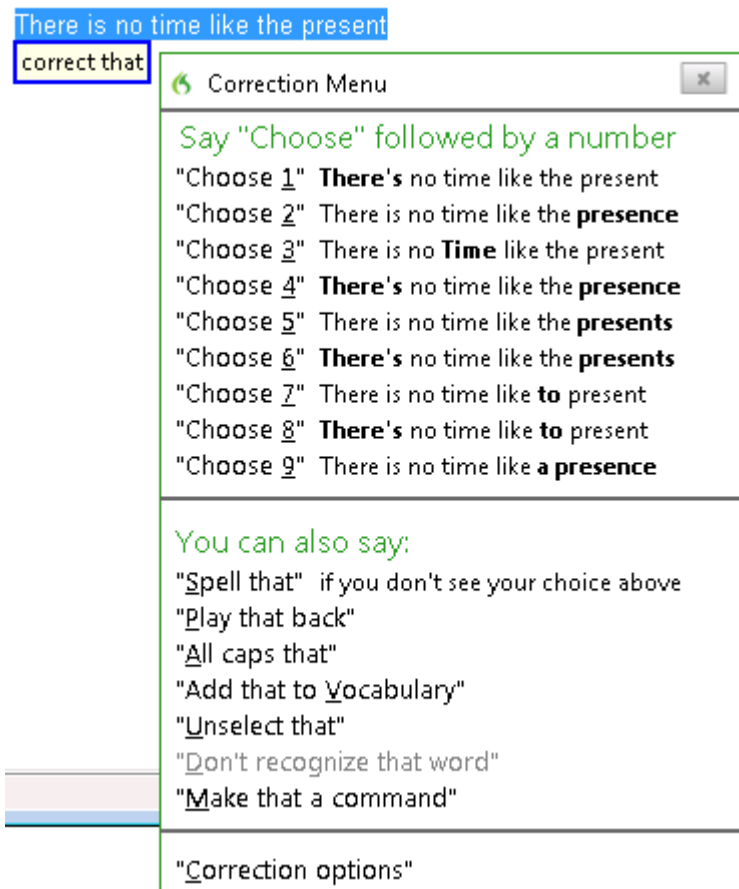 There is no time like the present
correct that
Correction Menu
Say "Choose" followed by a number
"Choose 1" There's no time like the present
"Choose 2" There is no time like the presence
"Choose 3" There is no Time like the present
"Choose 4" There's no time like the presence
"Choose 5" There is no time like the presents
"Choose 6" There's no time like the presents
"Choose 7" There is no time like to present
"Choose 8" There's no time like to present
"Choose 9" There is no time like a presence
You can also say:
"Spell that" if you don't see your choice above
"Play that back"
"All caps that"
"Add that to Vocabulary"
"Unselect that"
"Don't recognize that word"
"Make that a command"
"Correction options"